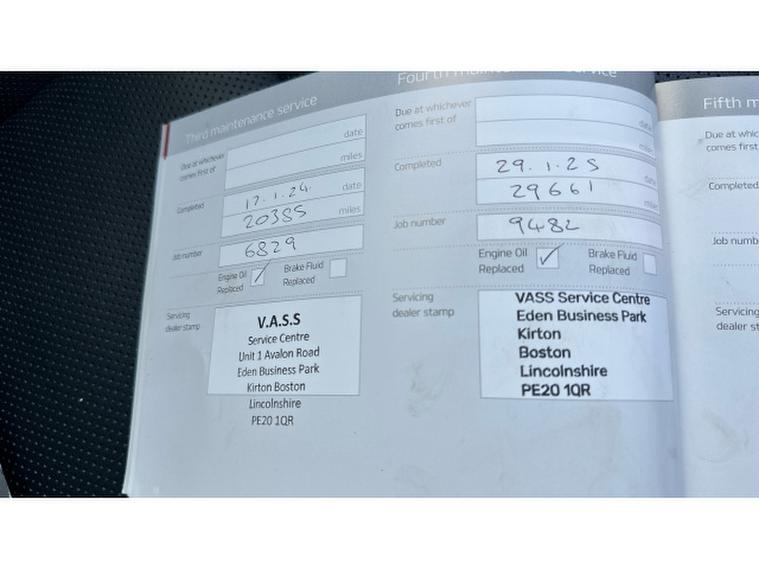 Third maintenance service
Due at whichever
comes first of
date
miles
Completed
17.1.24. date
20385 miles
Job number
6829
Engine Oil
Replaced
✓
Brake Fluid
Replaced
Servicing
dealer stamp
V.A.S.S
Service Centre
Unit 1 Avalon Road
Eden Business Park
Kirton Boston
Lincolnshire
PE20 1QR
Fourth maintenance service
Due at whichever
comes first of
date
miles
Completed
29.1.25 date
29661 miles
Job number
9482
Engine Oil
Replaced
✓
Brake Fluid
Replaced
Servicing
dealer stamp
VASS Service Centre
Eden Business Park
Kirton
Boston
Lincolnshire
PE20 1QR
Fifth m
Due at whic
comes first
Completed
Job numb
Servicing
dealer st